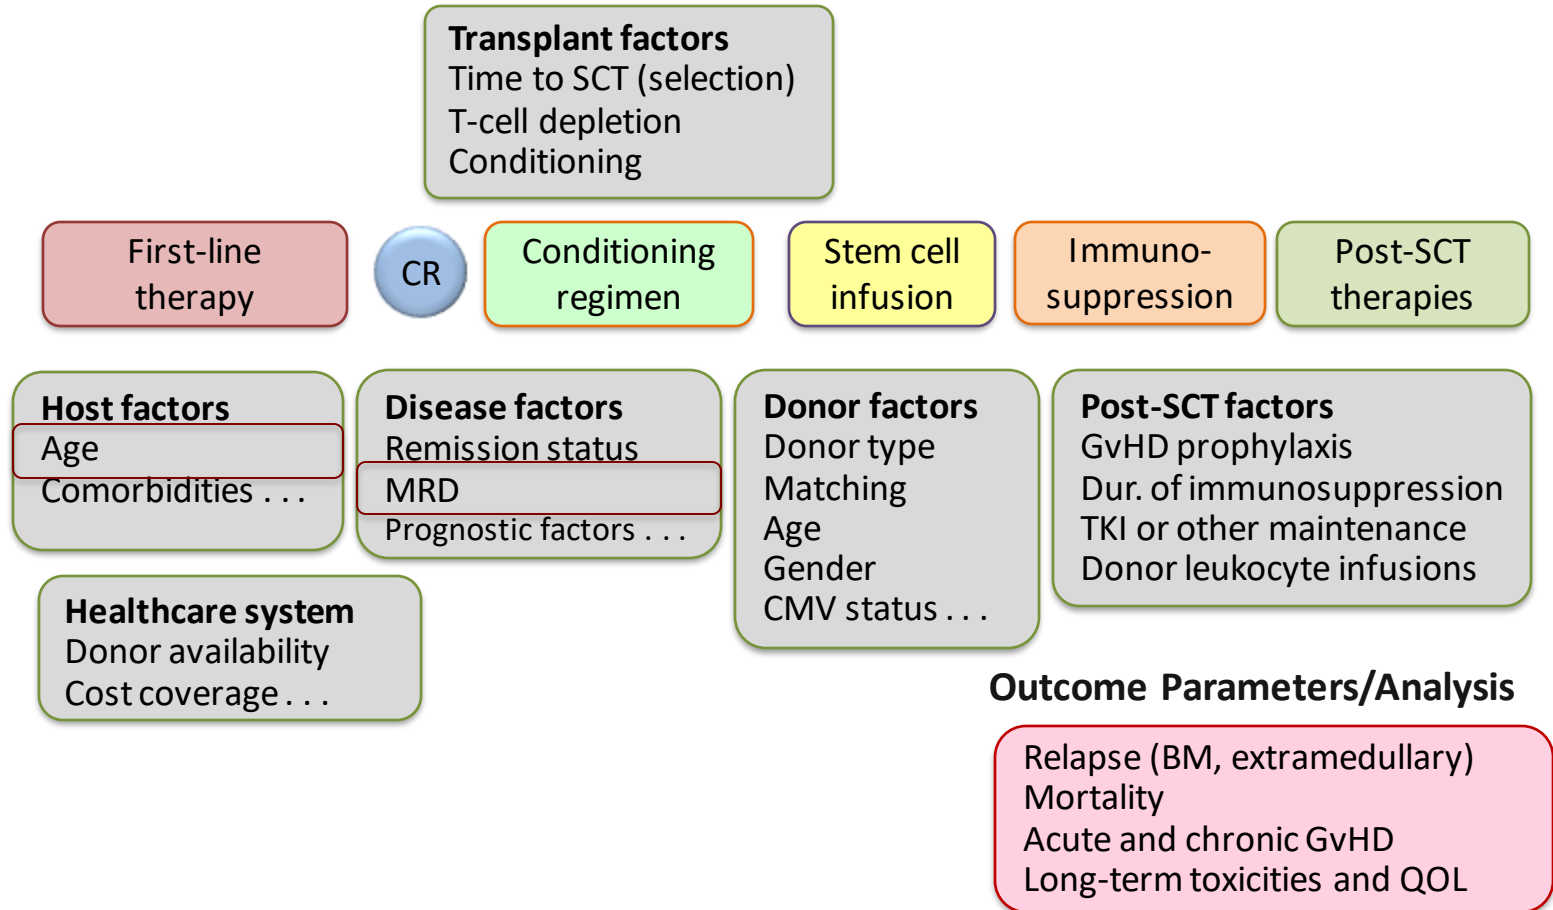 Transplant factors
Time to SCT (selection)
T-cell depletion
Conditioning
First-line
therapy
CR
Conditioning
regimen
Stem cell
infusion
Immuno-
suppression
Post-SCT
therapies
Host factors
Age
Comorbidities . . .
Disease factors
Remission status
MRD
Prognostic factors . . .
Donor factors
Donor type
Matching
Age
Gender
CMV status . . .
Post-SCT factors
GvHD prophylaxis
Dur. of immunosuppression
TKI or other maintenance
Donor leukocyte infusions
Healthcare system
Donor availability
Cost coverage . . .
Outcome Parameters/Analysis
Relapse (BM, extramedullary)
Mortality
Acute and chronic GvHD
Long-term toxicities and QOL